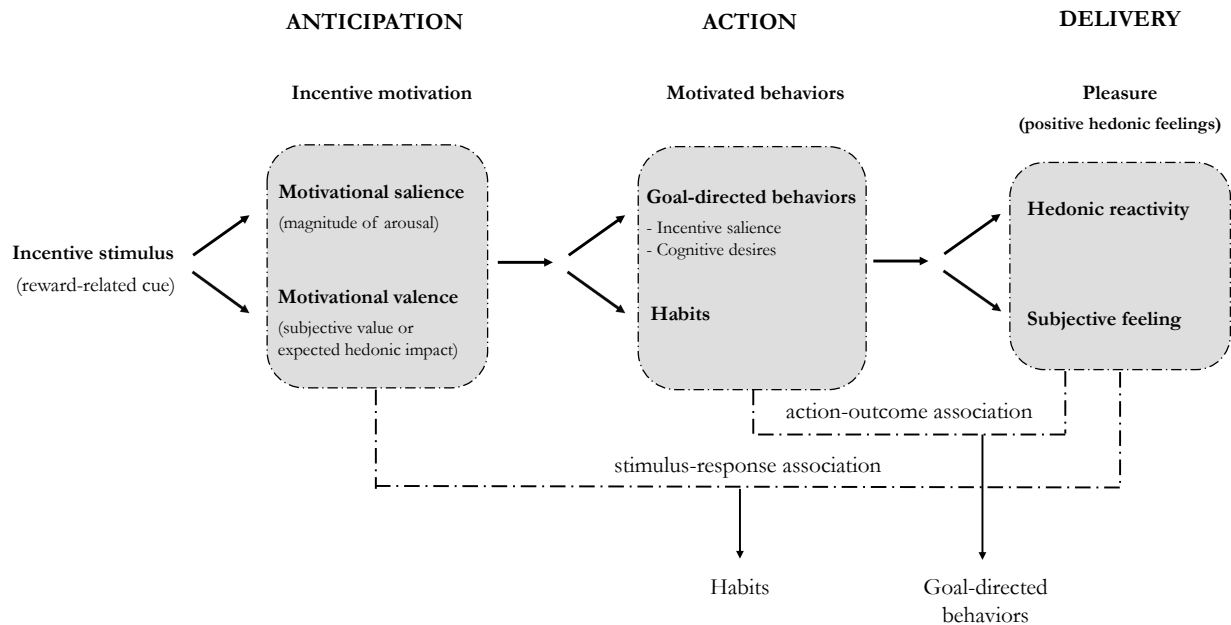 ANTICIPATION
ACTION
DELIVERY
Incentive motivation
Motivated behaviors
Pleasure
(positive hedonic feelings)
Incentive stimulus
(reward-related cue)
Motivational salience
(magnitude of arousal)
Motivational valence
(subjective value or
expected hedonic impact)
Goal-directed behaviors
- Incentive salience
- Cognitive desires
Habits
Hedonic reactivity
Subjective feeling
action-outcome association
stimulus-response association
Habits
Goal-directed
behaviors